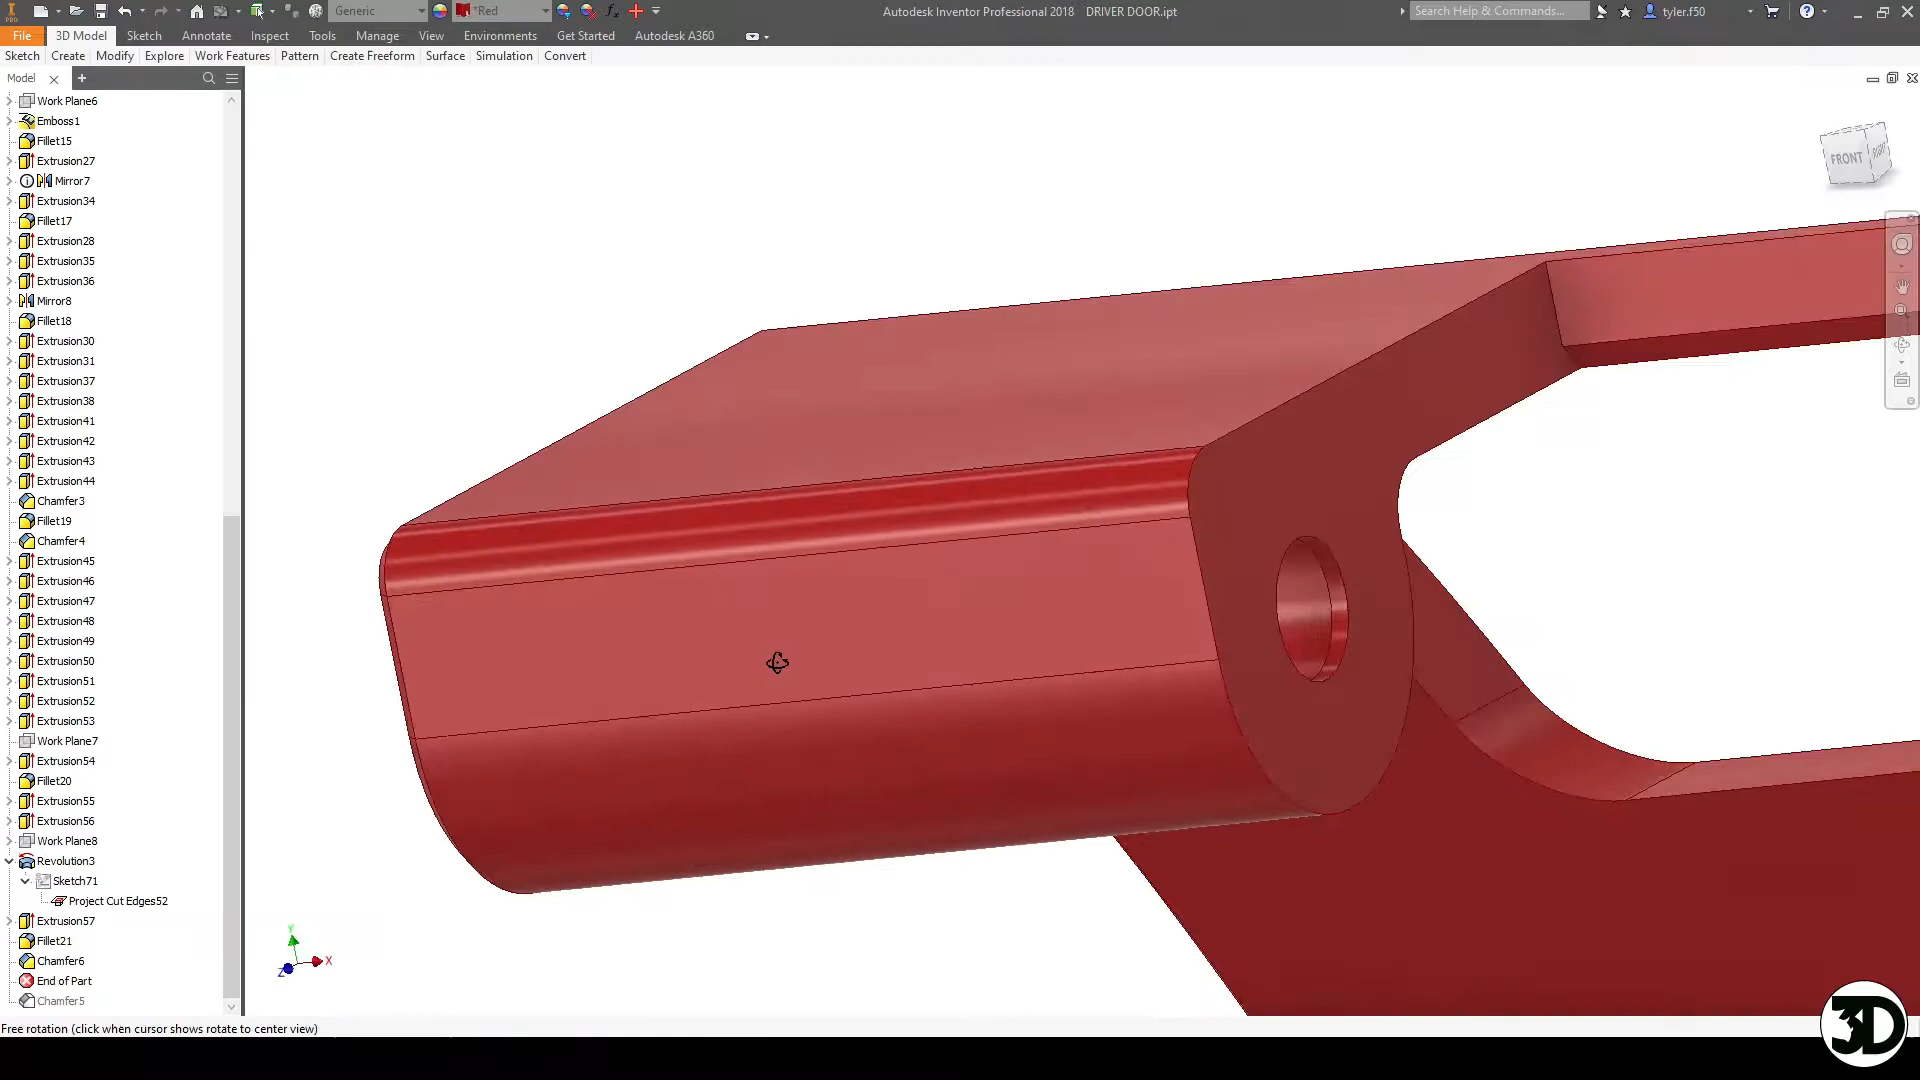 PRO
Generic
*Red
Autodesk Inventor Professional 2018 DRIVER DOOR.ipt
Search Help & Commands...
tyler.f50
File
3D Model
Sketch
Annotate
Inspect
Tools
Manage
View
Environments
Get Started
Autodesk A360
Sketch
Create
Modify
Explore
Work Features
Pattern
Create Freeform
Surface
Simulation
Convert
Model
Work Plane6
Emboss1
Fillet15
Extrusion27
Mirror7
Extrusion34
Fillet17
Extrusion28
Extrusion35
Extrusion36
Mirror8
Fillet18
Extrusion30
Extrusion31
Extrusion37
Extrusion38
Extrusion41
Extrusion42
Extrusion43
Extrusion44
Chamfer3
Fillet19
Chamfer4
Extrusion45
Extrusion46
Extrusion47
Extrusion48
Extrusion49
Extrusion50
Extrusion51
Extrusion52
Extrusion53
Work Plane7
Extrusion54
Fillet20
Extrusion55
Extrusion56
Work Plane8
Revolution3
Sketch71
Project Cut Edges52
Extrusion57
Fillet21
Chamfer6
End of Part
Chamfer5
FRONT
RIGHT
Y
X
Z
Free rotation (click when cursor shows rotate to center view)
3D